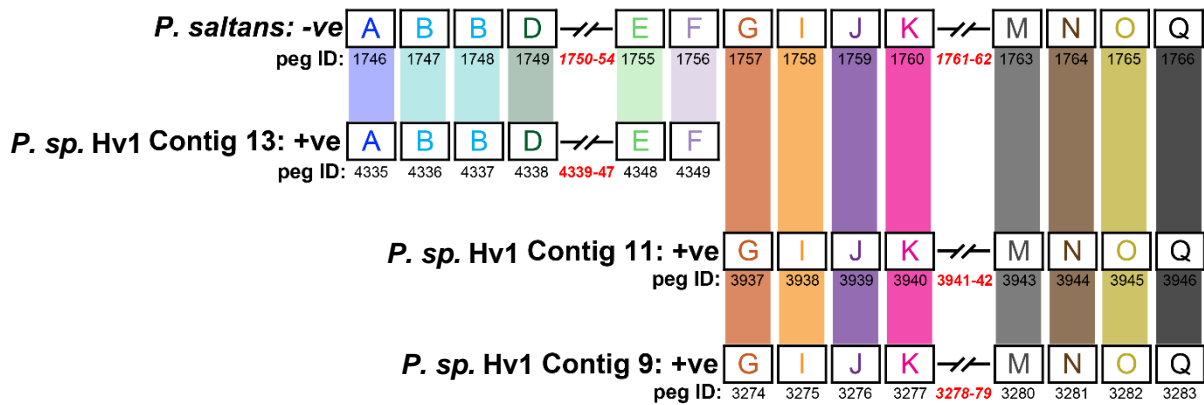 P. saltans: -ve A B B D E F G I J K M N O Q
peg ID: 1746 1747 1748 1749 1750-54 1755 1756 1757 1758 1759 1760 1761-62 1763 1764 1765 1766
P. sp. Hv1 Contig 13: +ve A B B D E F
peg ID: 4335 4336 4337 4338 4339-47 4348 4349
P. sp. Hv1 Contig 11: +ve G I J K M N O Q
peg ID: 3937 3938 3939 3940 3941-42 3943 3944 3945 3946
P. sp. Hv1 Contig 9: +ve G I J K M N O Q
peg ID: 3274 3275 3276 3277 3278-79 3280 3281 3282 3283